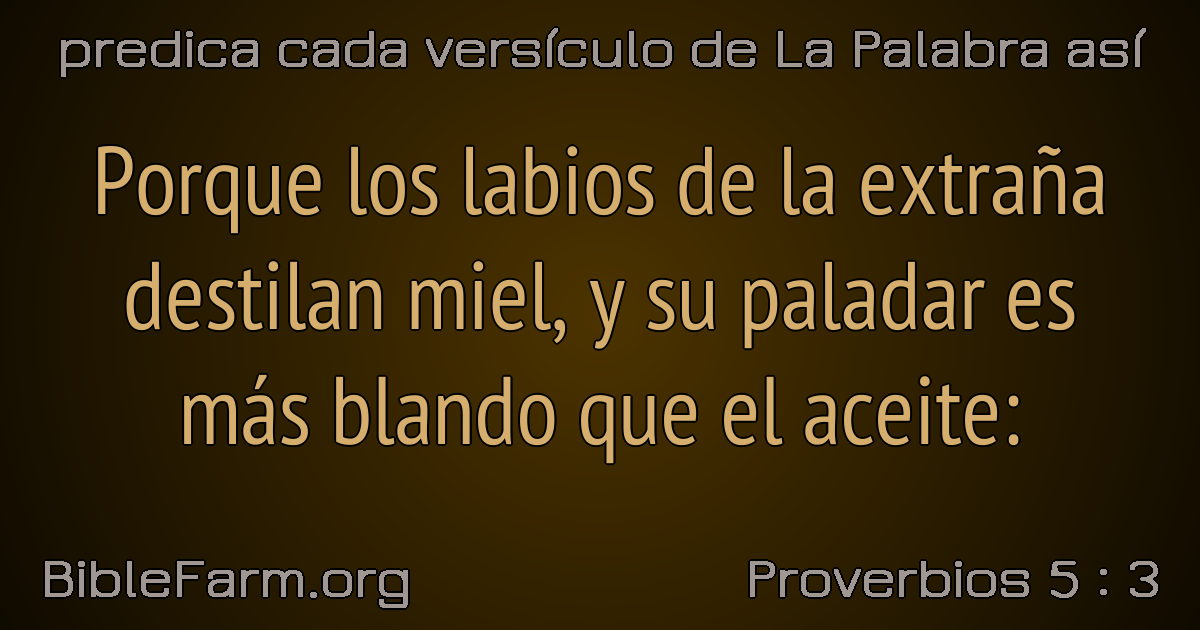 predica cada versículo de La Palabra así
Porque los labios de la extraña
destilan miel, y su paladar es
más blando que el aceite:
BibleFarm.org
Proverbios 5 : 3